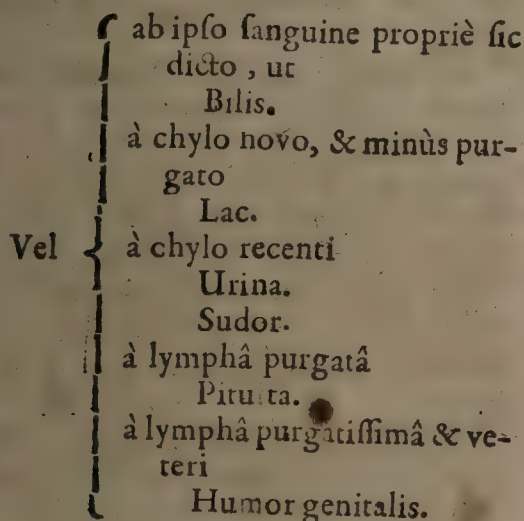 ab ipſo ſanguine propriè ſic
dicto, ut
Bilis.
à chylo novo, & minùs pur-
gato
Lac.
Vel à chylo recenti
Urina.
Sudor.
à lymphâ purgatâ
Pituita.
à lymphâ purgatiſſimâ & ve-
teri
Humor genitalis.